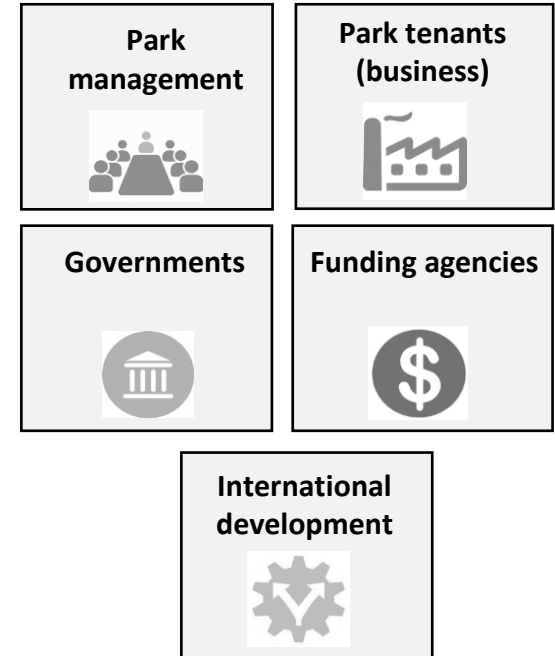 Park
management
Park tenants
(business)
Governments
Funding agencies
$
International
development